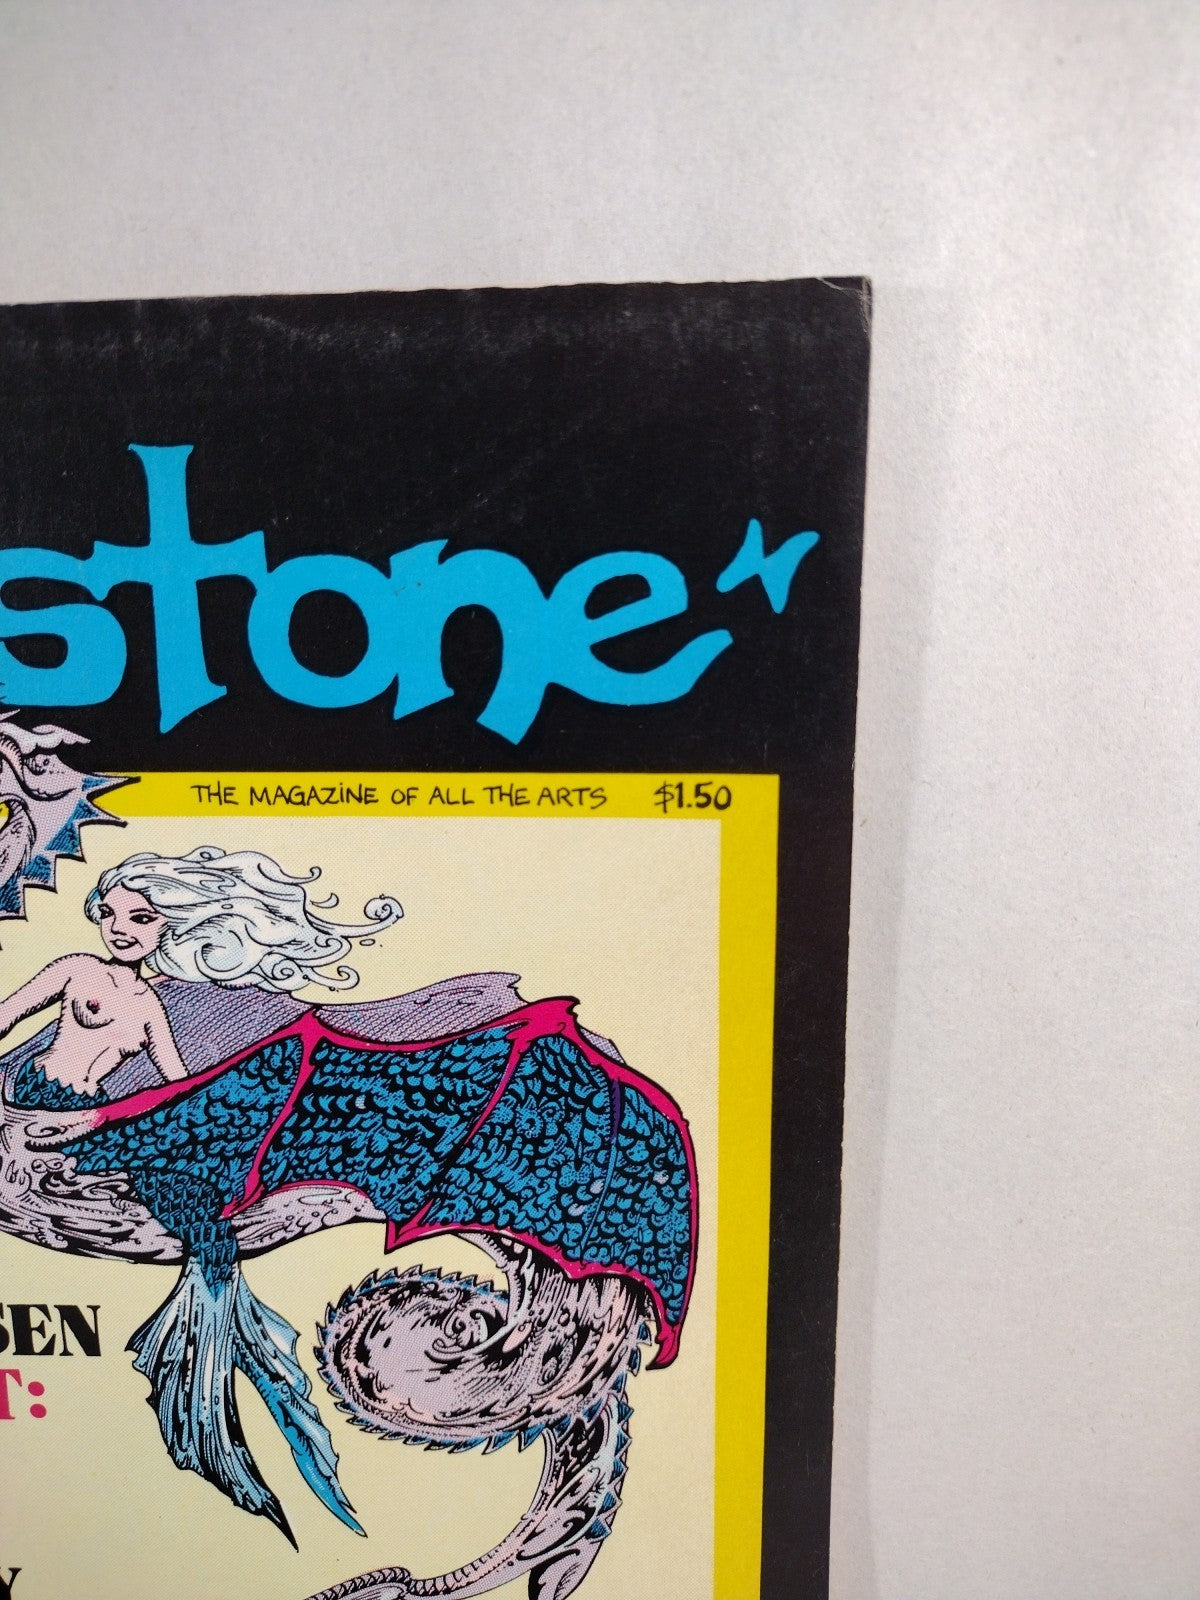 stone
THE MAGAZINE OF ALL THE ARTS $1.50
SEN
T:
Y